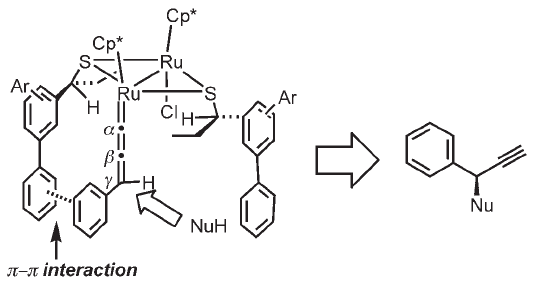 Cp*
Cp*
S
Ru
Ar
Ru
S
Ar
H
Cl
H
α
β
γ
H
NuH
Nu
π–π interaction